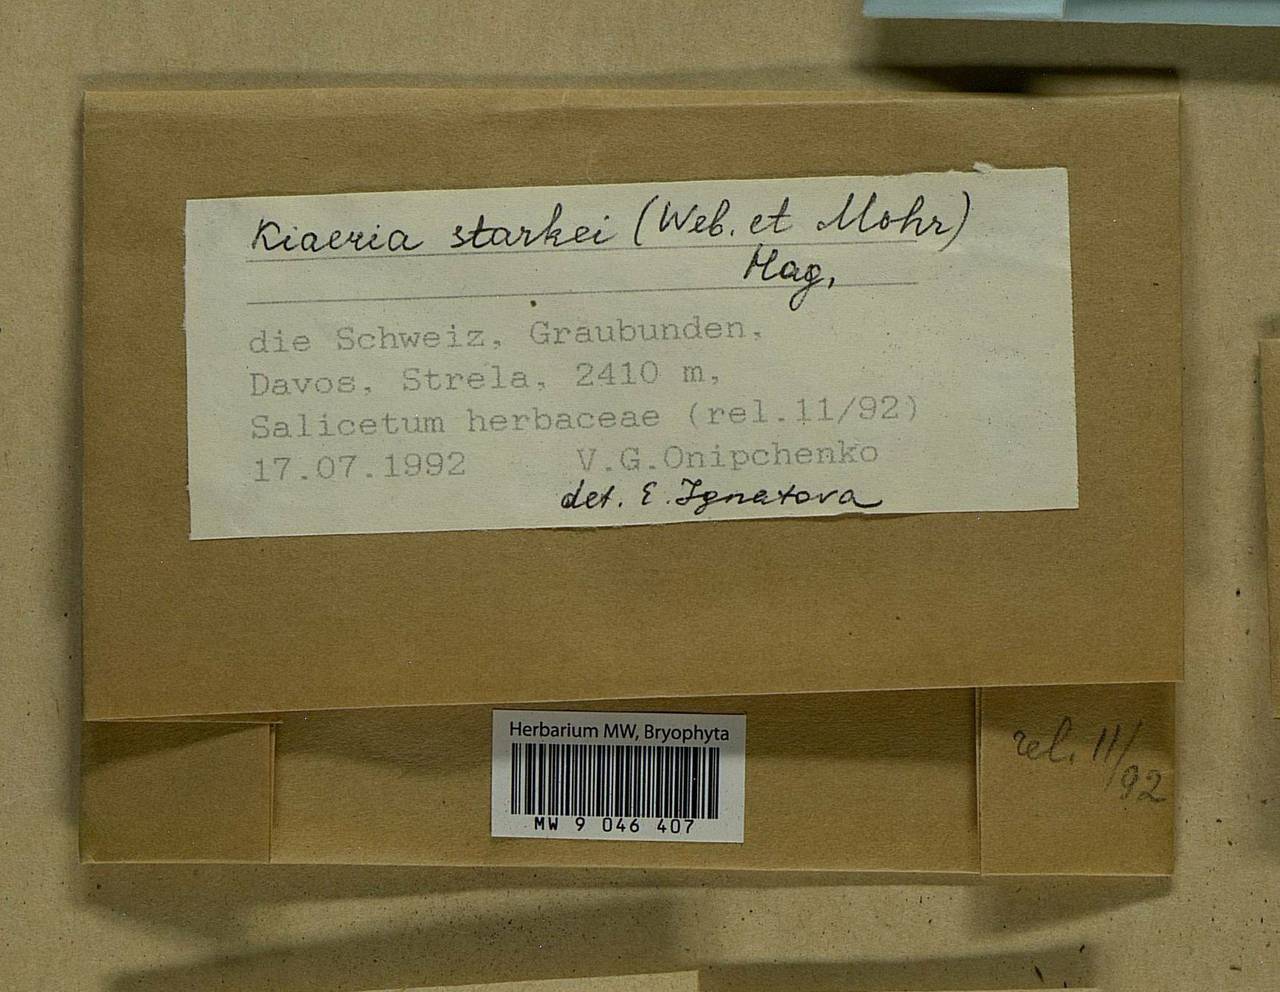 Kiaeria starkei (Web. et Mohr)
Hag.
die Schweiz, Graubunden,
Davos, Strela, 2410 m,
Salicetum herbaceae (rel.11/92)
17.07.1992 V.G.Onipchenko
det. E. Ignatova
Herbarium MW, Bryophyta
MW 9 046 407
rel. 11/92